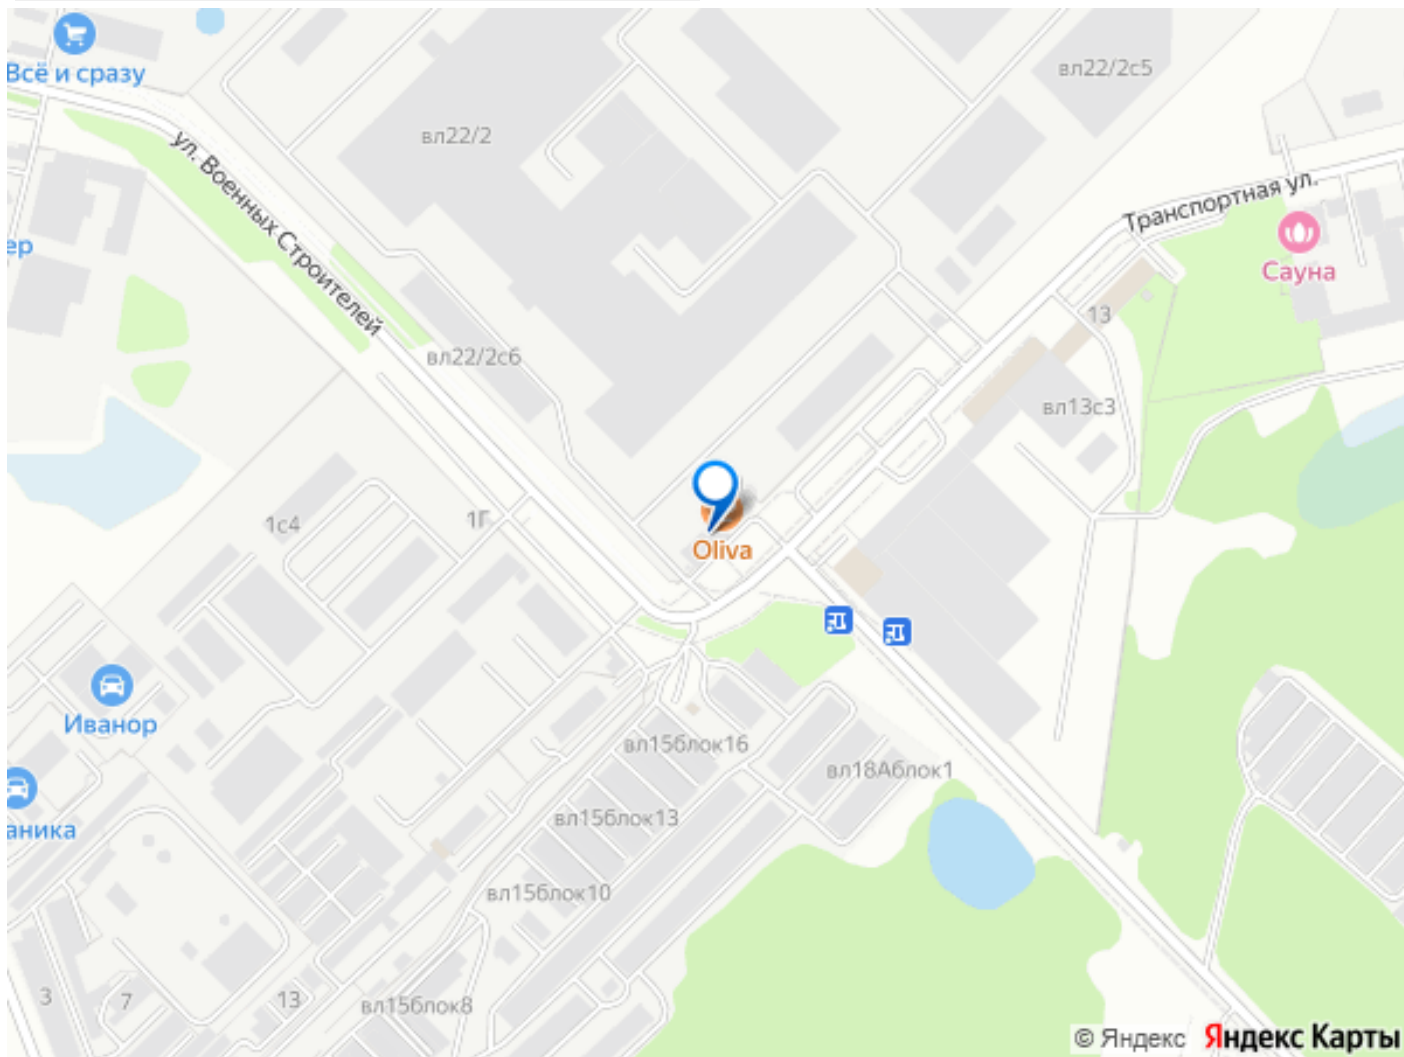 Всё и сразу
вл22/2с5
вл22/2
ул. Военных Строителей
Транспортная ул.
ер
Сауна
13
вл22/2с6
вл13с3
1с4
1Г
Oliva
Иванор
вл15блок16
вл18Аблок1
аника
вл15блок13
вл15блок10
3
7
13
вл15блок8
© Яндекс Яндекс Карты